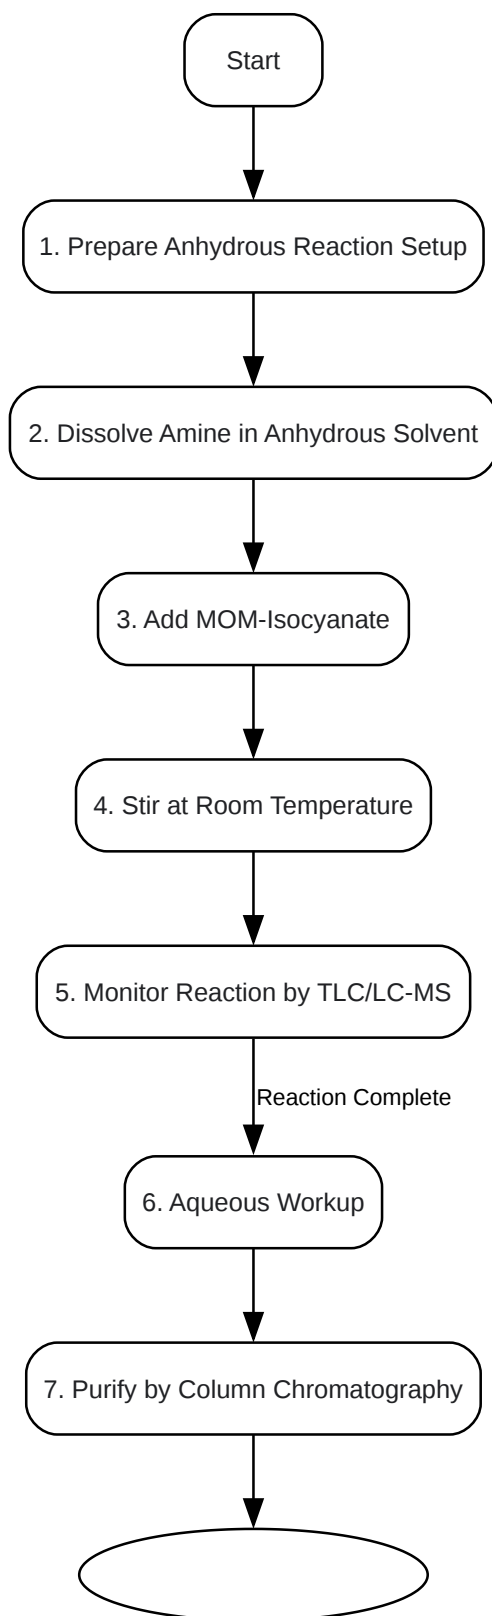 Start
1. Prepare Anhydrous Reaction Setup
2. Dissolve Amine in Anhydrous Solvent
3. Add MOM-Isocyanate
4. Stir at Room Temperature
5. Monitor Reaction by TLC/LC-MS
Reaction Complete
6. Aqueous Workup
7. Purify by Column Chromatography